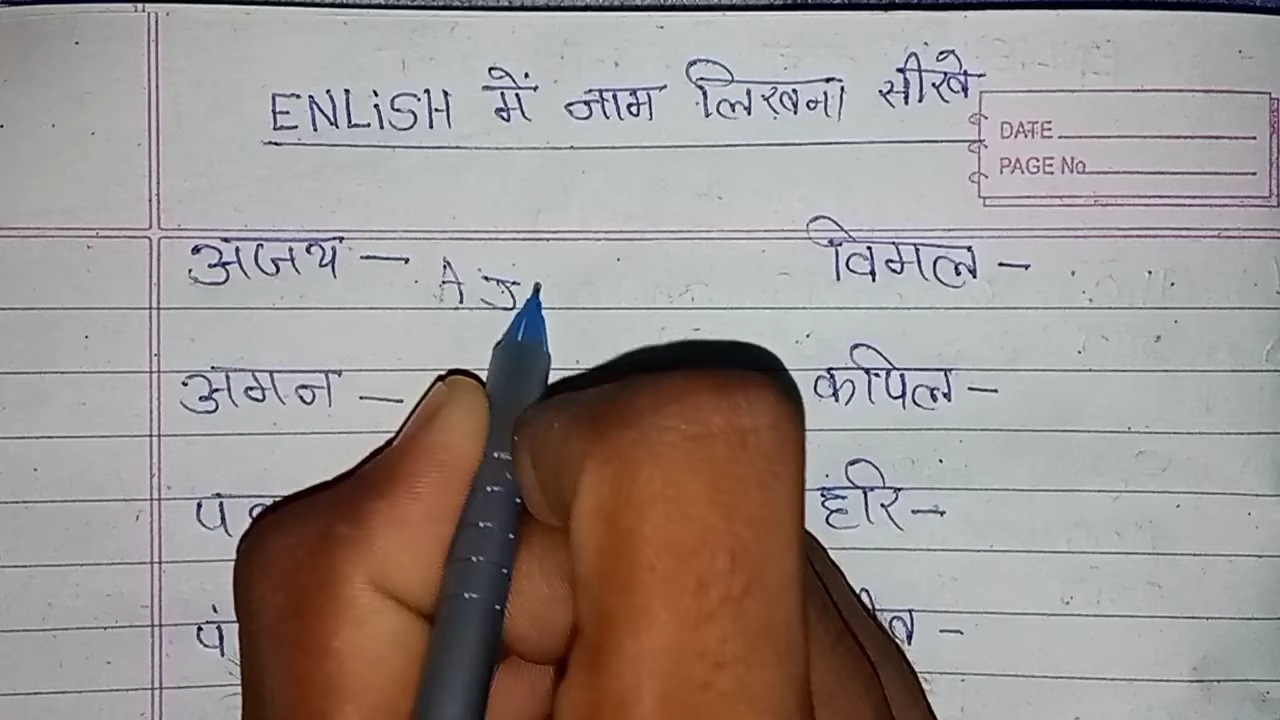 ENLiSH में नाम लिखना सीखे
DATE
PAGE No
अजय - AJ
विमल -
अमन -
कपिल -
हरि -